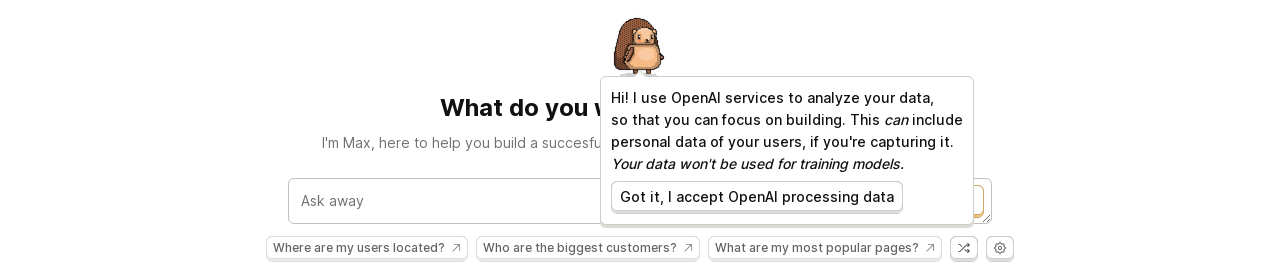 Hi! I use OpenAI services to analyze your data,
so that you can focus on building. This can include
personal data of your users, if you're capturing it.
Your data won't be used for training models.
Got it, I accept OpenAI processing data
What do you
I'm Max, here to help you build a succesfu
Ask away
Where are my users located?
Who are the biggest customers?
What are my most popular pages?